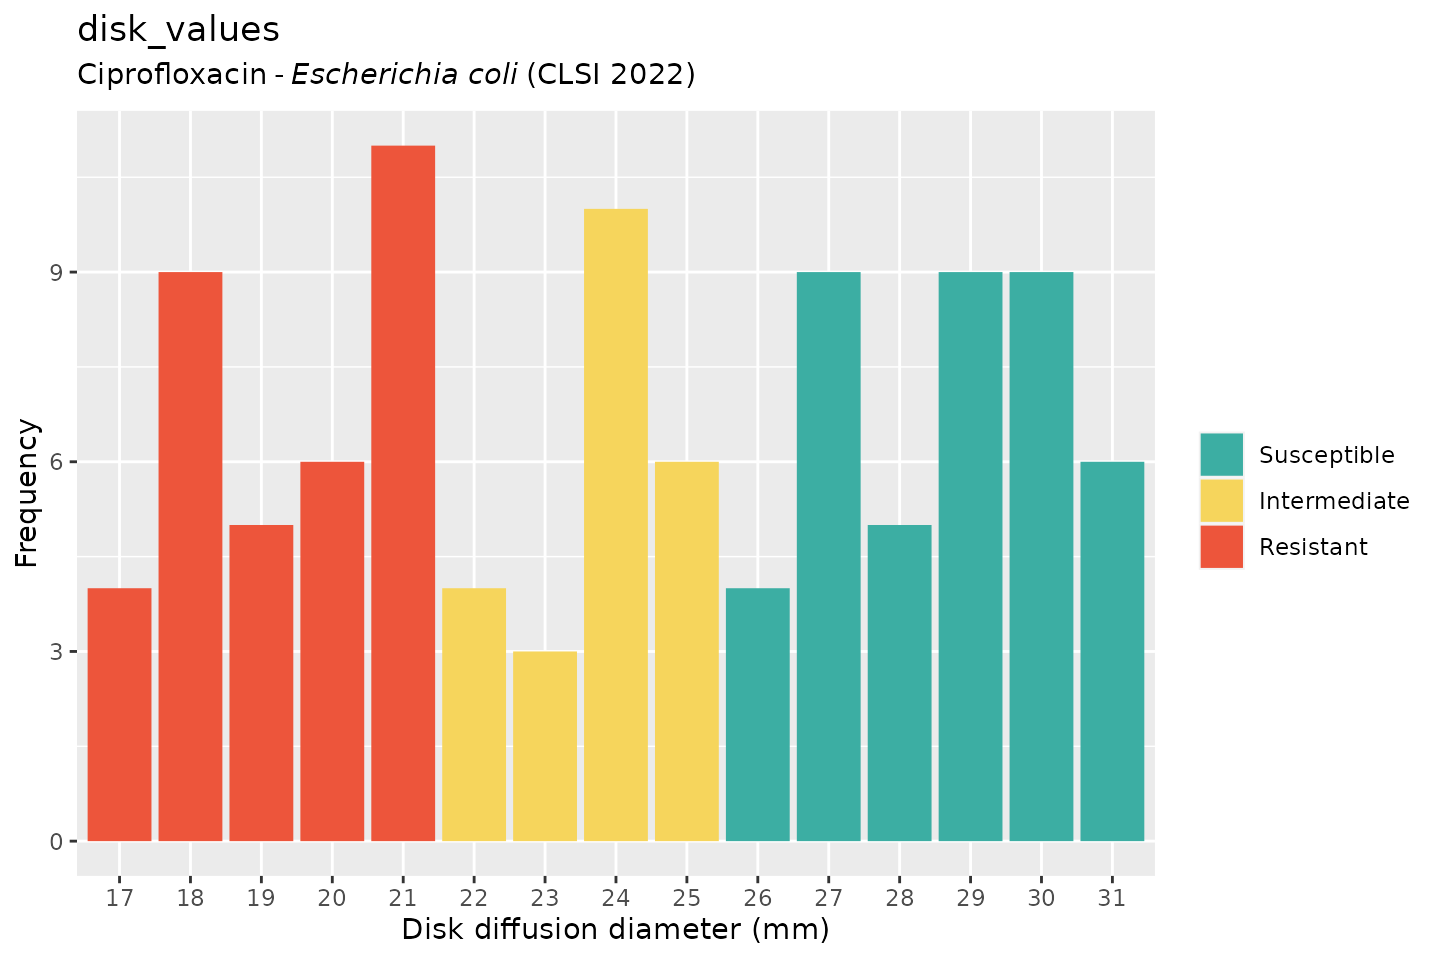 disk_values
Ciprofloxacin - Escherichia coli (CLSI 2022)
Frequency
9
6
3
0
17 18 19 20 21 22 23 24 25 26 27 28 29 30 31
Disk diffusion diameter (mm)
Susceptible
Intermediate
Resistant